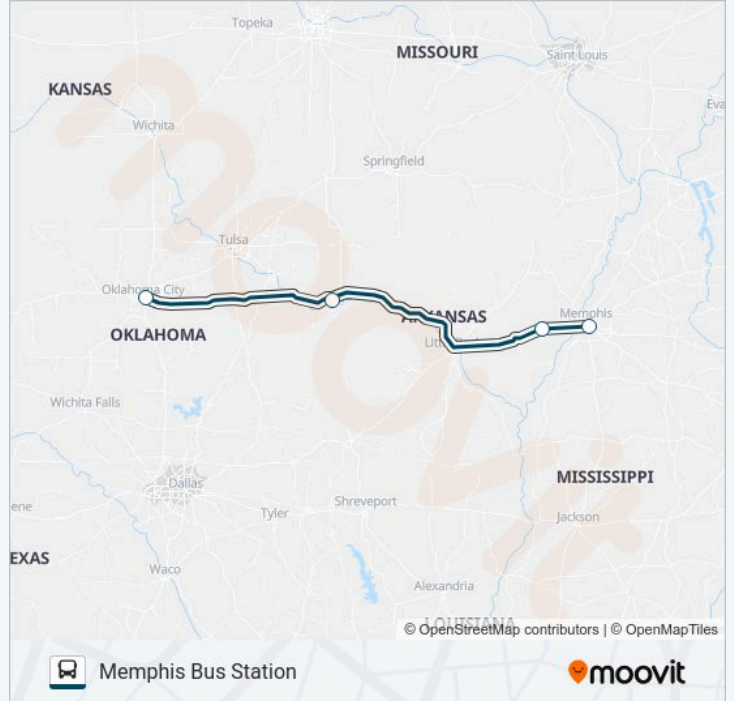 Topeka
MISSOURI
Saint Louis
KANSAS
Wichita
Springfield
Tulsa
Oklahoma City
ARKANSAS
Memphis
OKLAHOMA
Wichita Falls
MISSISSIPPI
Dallas
Shreveport
Tyler
Jackson
Waco
Alexandria
LOUISIANA
© OpenStreetMap contributors | © OpenMapTiles
Memphis Bus Station
moovit